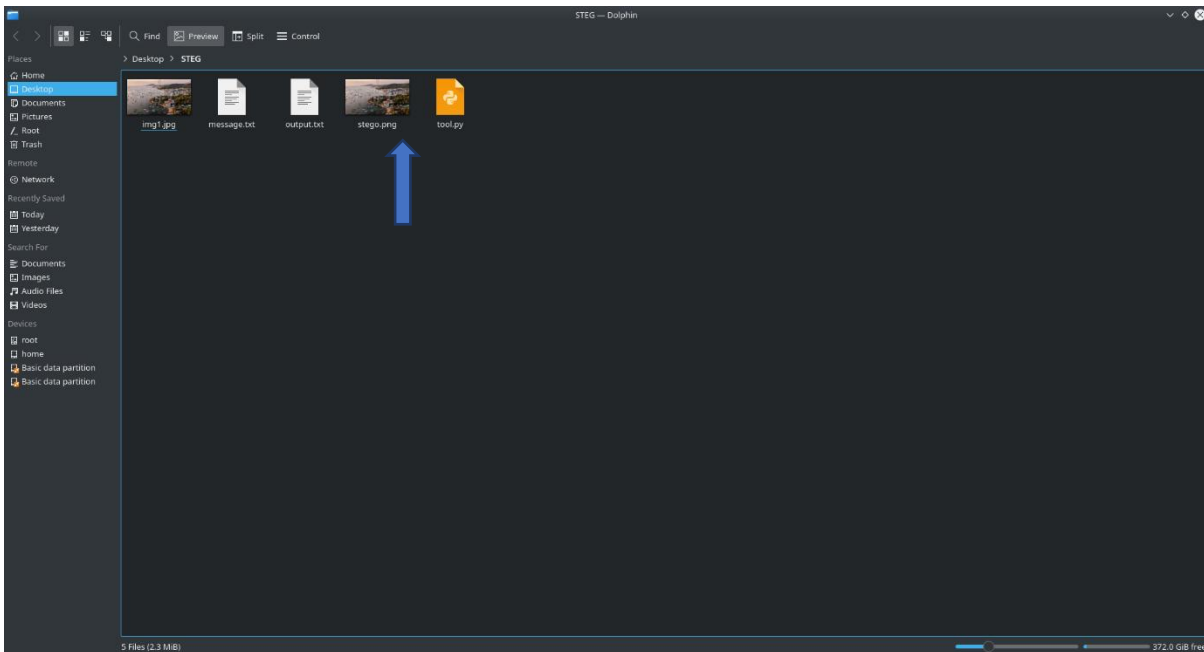 STEG — Dolphin
Find Preview Split Control
Places
> Desktop > STEG
Home
Desktop
Documents
Pictures
Root
Trash
Remote
Network
Recently Saved
Today
Yesterday
Search For
Documents
Images
Audio Files
Videos
Devices
root
home
Basic data partition
Basic data partition
img1.jpg message.txt output.txt stego.png tool.py
5 Files (2.3 MiB) 372.0 GiB free